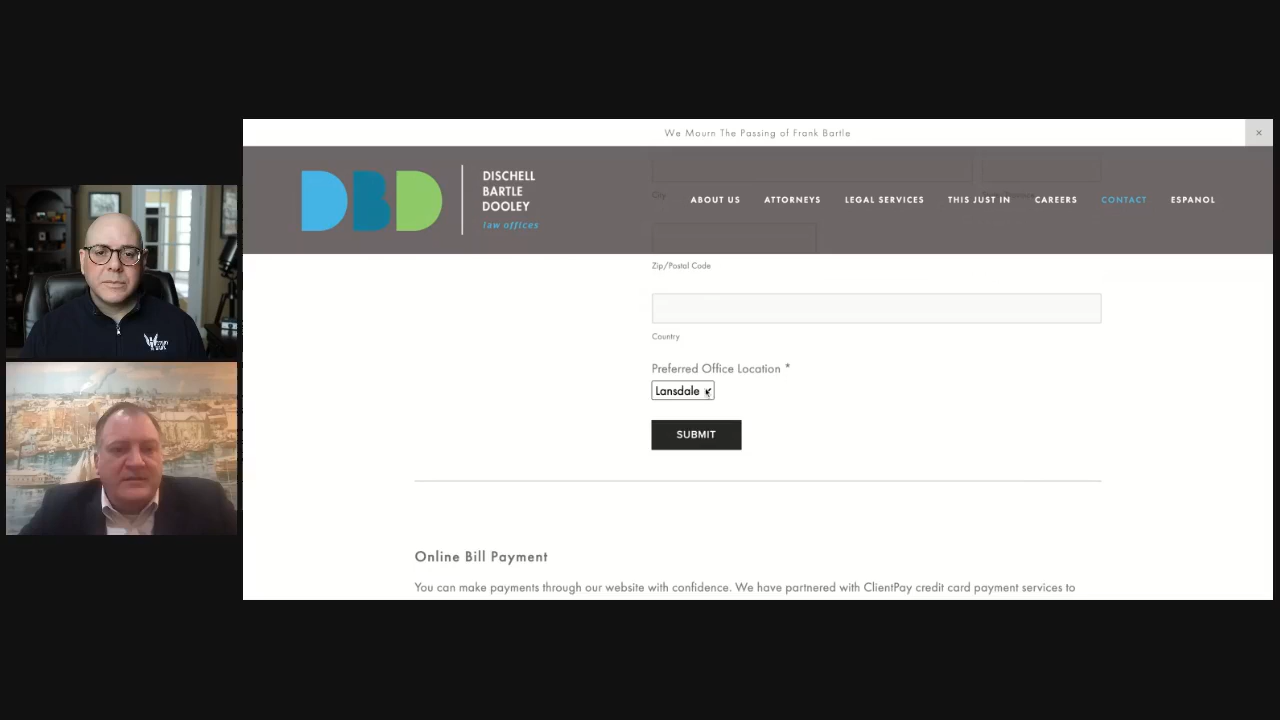 We Mourn The Passing of Frank Bartle
×
DBD
DISCHELL
BARTLE
DOOLEY
law offices
ABOUT US
ATTORNEYS
LEGAL SERVICES
THIS JUST IN
CAREERS
CONTACT
ESPANOL
City
Zip/Postal Code
Country
Preferred Office Location *
Lansdale
SUBMIT
Online Bill Payment
You can make payments through our website with confidence. We have partnered with ClientPay credit card payment services to